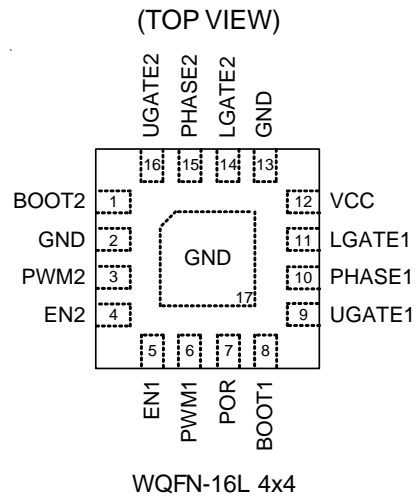 (TOP VIEW)
UGATE2
PHASE2
LGATE2
GND
16
15
14
13
BOOT2 1
GND 2
PWM2 3
EN2 4
GND
17
12 VCC
11 LGATE1
10 PHASE1
9 UGATE1
5
6
7
8
EN1
PWM1
POR
BOOT1
WQFN-16L 4x4